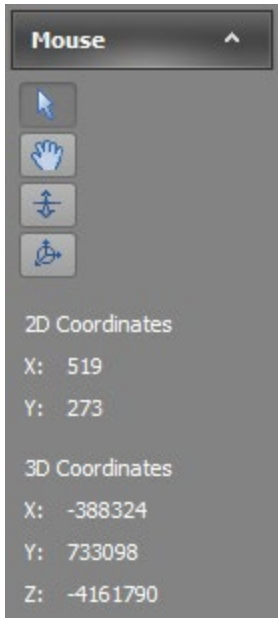 Mouse
2D Coordinates
X: 519
Y: 273
3D Coordinates
X: -388324
Y: 733098
Z: -4161790